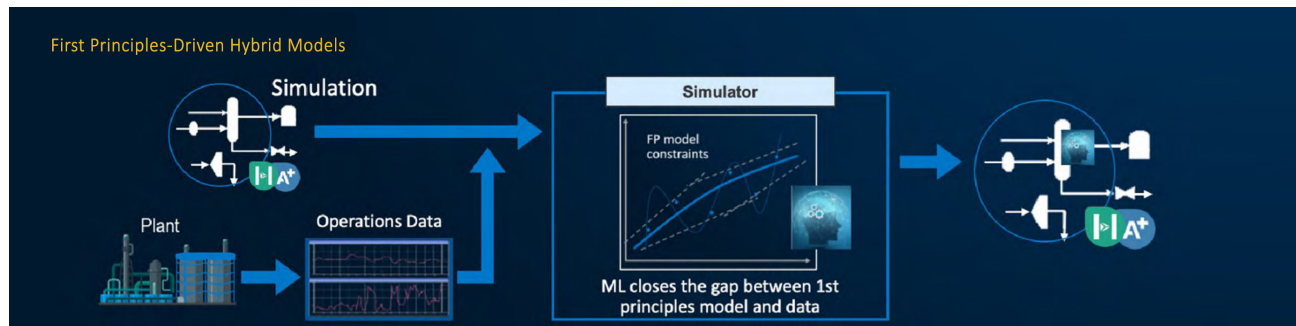 First Principles-Driven Hybrid Models
Simulation
Simulator
FP model
constraints
A+
Plant
Operations Data
ML closes the gap between 1st
principles model and data
A+